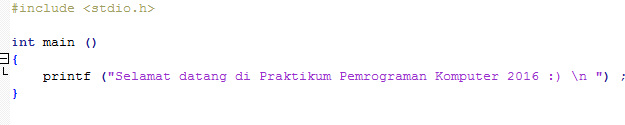 #include <stdio.h>
int main ()
{
printf ("Selamat datang di Praktikum Pemrograman Komputer 2016 :) \n ") ;
}